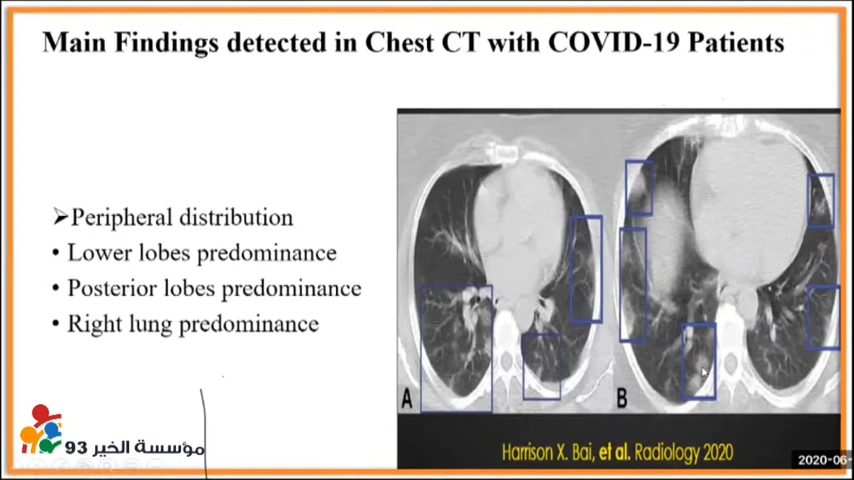 Main Findings detected in Chest CT with COVID-19 Patients
➢Peripheral distribution
• Lower lobes predominance
• Posterior lobes predominance
• Right lung predominance
A
B
Harrison X. Bai, et al. Radiology 2020
مؤسسة الخير 93
2020-06-